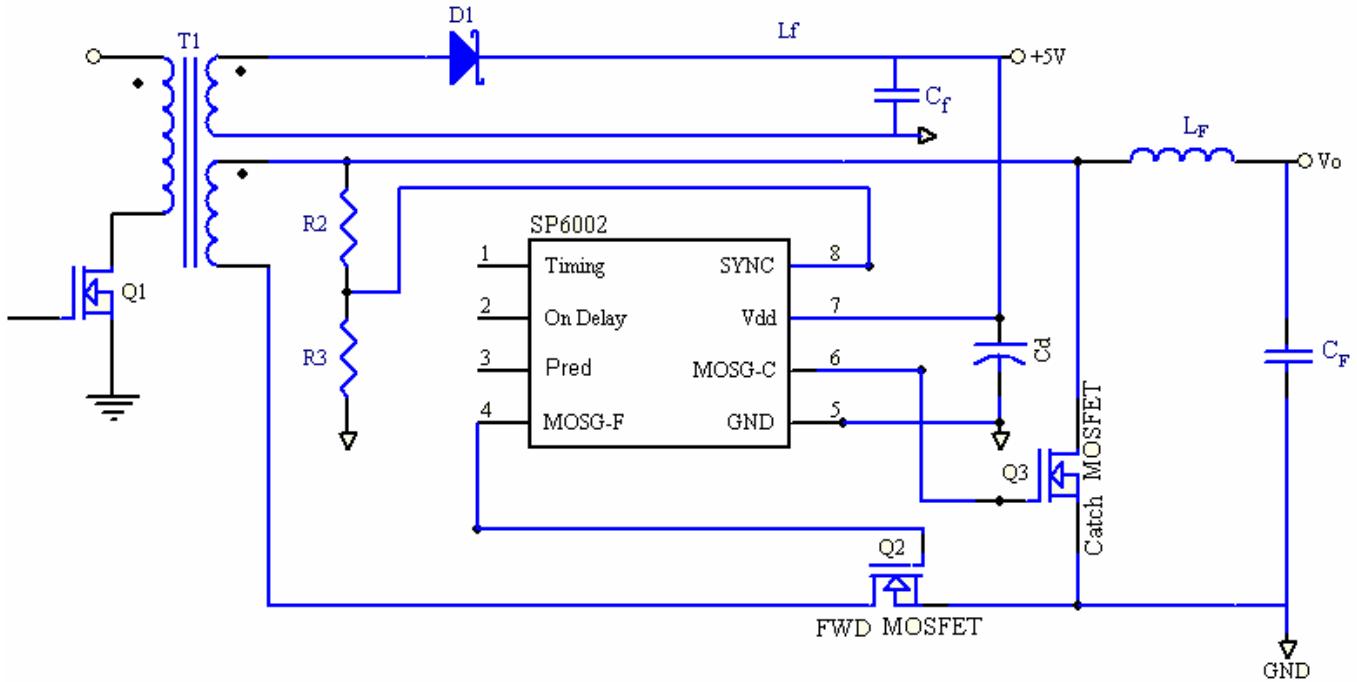 D1
T1
Lf
+5V
Cf
LF
Vo
R2
SP6002
1 Timing SYNC 8
Q1
2 On Delay Vdd 7
R3
3 Pred MOSG-C 6
Cd
CF
4 MOSG-F GND 5
Q3
Catch MOSFET
Q2
FWD MOSFET
GND